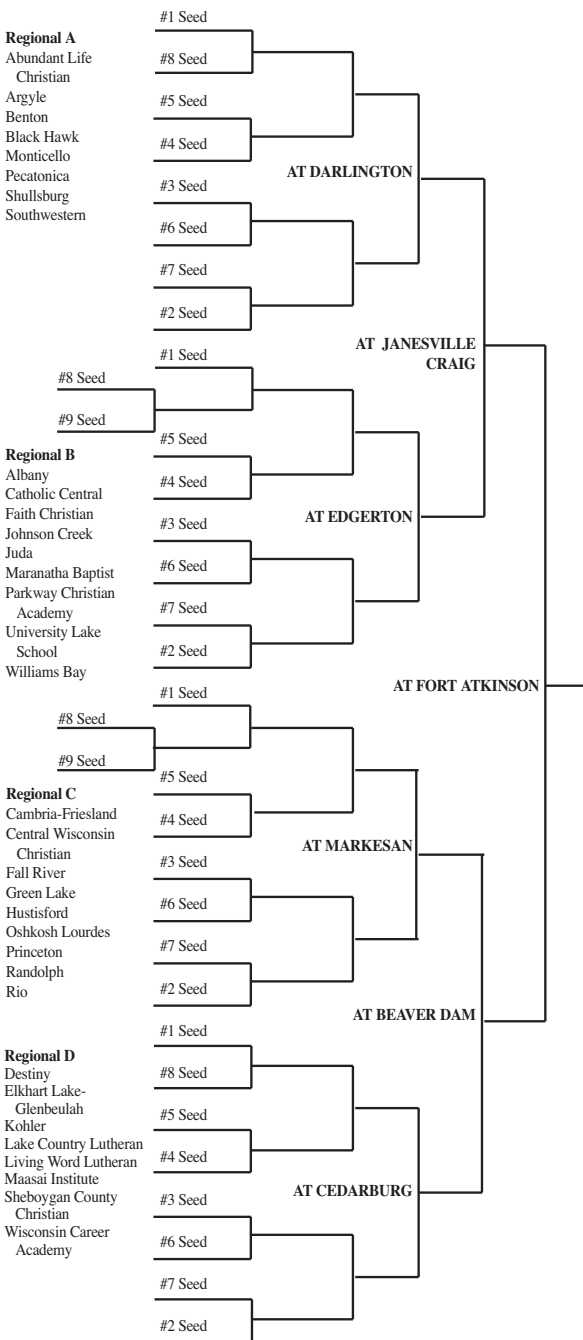 #1 Seed
Regional A
Abundant Life
Christian
Argyle
Benton
Black Hawk
Monticello
Pecatonica
Shullsburg
Southwestern
#8 Seed
#5 Seed
#4 Seed
#3 Seed
#6 Seed
#7 Seed
#2 Seed
AT DARLINGTON
AT JANESVILLE
CRAIG
#1 Seed
#8 Seed
#9 Seed
Regional B
Albany
Catholic Central
Faith Christian
Johnson Creek
Juda
Maranatha Baptist
Parkway Christian
Academy
University Lake
School
Williams Bay
#5 Seed
#4 Seed
#3 Seed
#6 Seed
#7 Seed
#2 Seed
AT EDGERTON
AT FORT ATKINSON
#1 Seed
#8 Seed
#9 Seed
Regional C
Cambria-Friesland
Central Wisconsin
Christian
Fall River
Green Lake
Hustisford
Oshkosh Lourdes
Princeton
Randolph
Rio
#5 Seed
#4 Seed
#3 Seed
#6 Seed
#7 Seed
#2 Seed
AT MARKESAN
AT BEAVER DAM
#1 Seed
Regional D
Destiny
Elkhart Lake-
Glenbeulah
Kohler
Lake Country Lutheran
Living Word Lutheran
Maasai Institute
Sheboygan County
Christian
Wisconsin Career
Academy
#8 Seed
#5 Seed
#4 Seed
#3 Seed
#6 Seed
#7 Seed
#2 Seed
AT CEDARBURG